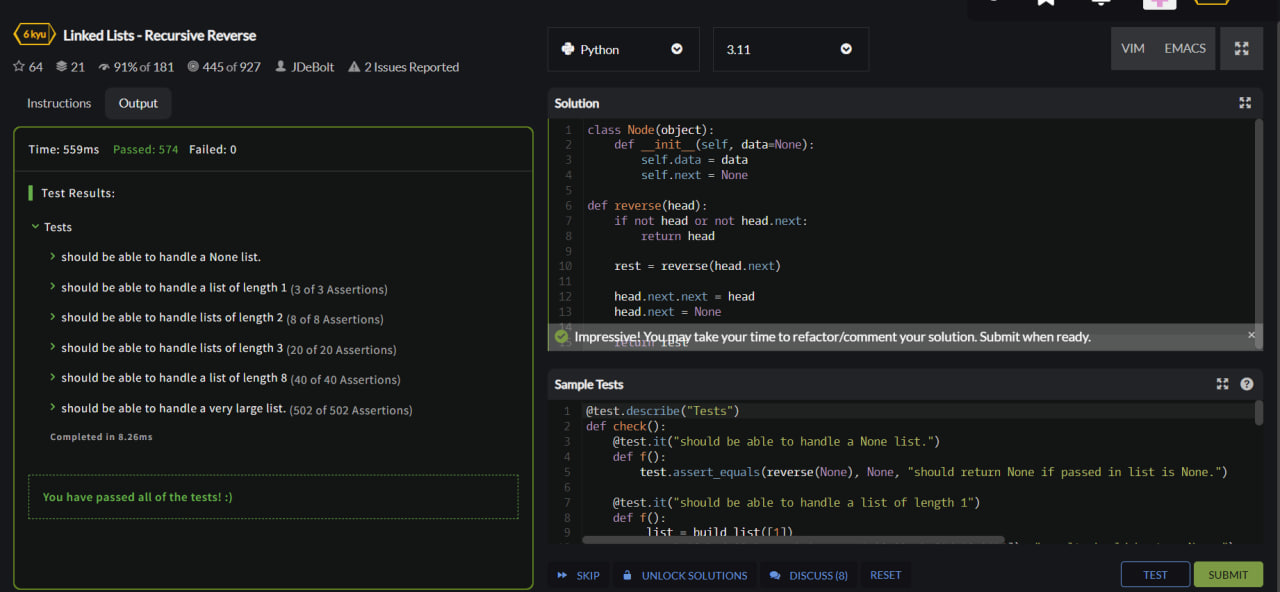 6 kyu Linked Lists - Recursive Reverse
64 21 91% of 181 445 of 927 JDeBolt 2 Issues Reported
Instructions Output
Time: 559ms Passed: 574 Failed: 0
Test Results:
Tests
should be able to handle a None list.
should be able to handle a list of length 1 (3 of 3 Assertions)
should be able to handle lists of length 2 (8 of 8 Assertions)
should be able to handle lists of length 3 (20 of 20 Assertions)
should be able to handle a list of length 8 (40 of 40 Assertions)
should be able to handle a very large list. (502 of 502 Assertions)
Completed in 8.26ms
You have passed all of the tests! :)
Python 3.11 VIM EMACS
Solution
1 class Node(object):
2     def __init__(self, data=None):
3         self.data = data
4         self.next = None
5
6 def reverse(head):
7     if not head or not head.next:
8         return head
9
10     rest = reverse(head.next)
11
12     head.next.next = head
13     head.next = None
14
Impressive! You may take your time to refactor/comment your solution. Submit when ready.
15     return rest
Sample Tests
1 @test.describe("Tests")
2 def check():
3     @test.it("should be able to handle a None list.")
4     def f():
5         test.assert_equals(reverse(None), None, "should return None if passed in list is None.")
6
7     @test.it("should be able to handle a list of length 1")
8     def f():
9         list = build_list([1])
SKIP UNLOCK SOLUTIONS DISCUSS (8) RESET TEST SUBMIT